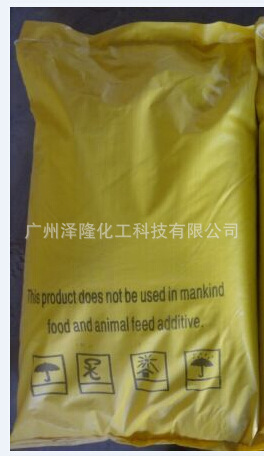 广州泽隆化工科技有限公司
This product does not be used in mankind
food and animal feed additive.